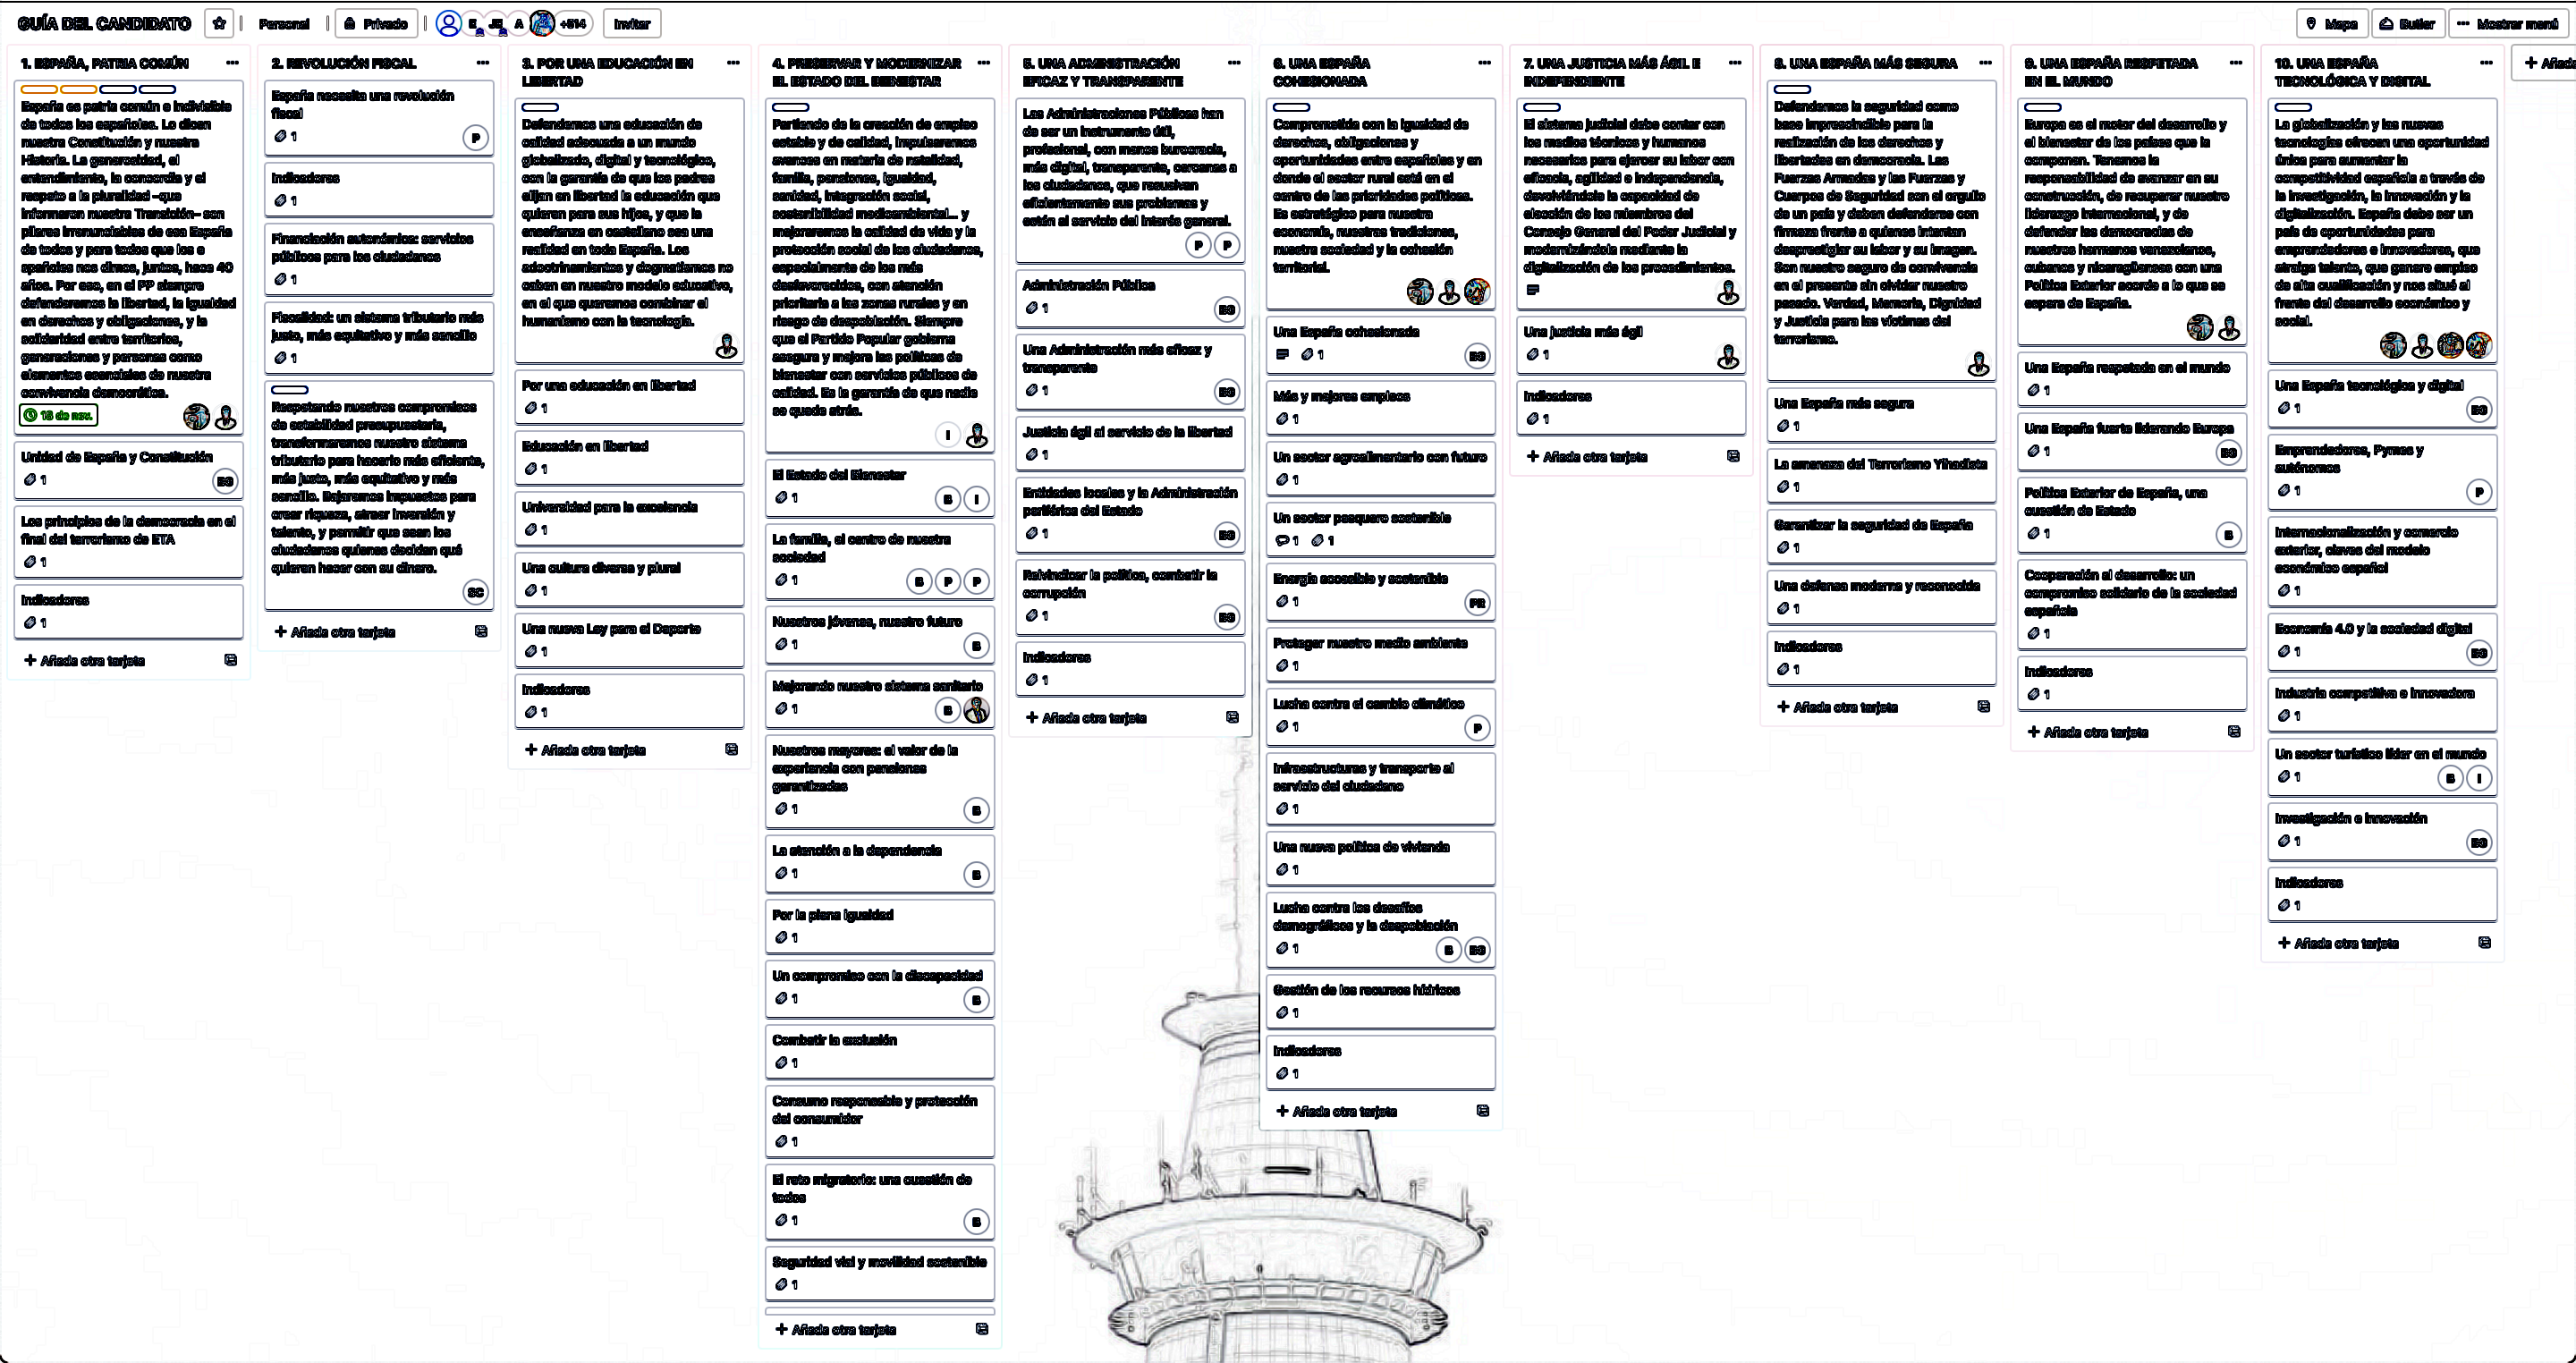 GUÍA DEL CANDIDATO
Personal
Privado
+514
Invitar
Mapa
Butler
Mostrar menú
1. ESPAÑA, PATRIA COMÚN
España es patria común e indivisible
de todos los españoles. Lo dicen
nuestra Constitución y nuestra
Historia. La generosidad, el
entendimiento, la concordia y el
respeto a la pluralidad -que
informaron nuestra Transición- son
pilares irrenunciables de esa España
de todos y para todos que los e
spañoles nos dimos, juntos, hace 40
años. Por eso, en el PP siempre
defenderemos la libertad, la igualdad
en derechos y obligaciones, y la
solidaridad entre territorios,
generaciones y personas como
elementos esenciales de nuestra
convivencia democrática.
Unidad de España y Constitución
1
Los principios de la democracia en el
final del terrorismo de ETA
1
Indicadores
1
+ Añada otra tarjeta
2. REVOLUCIÓN FISCAL
España necesita una revolución
fiscal
1 P
Indicadores
1
Financiación autonómica: servicios
públicos para los ciudadanos
1
Fiscalidad: un sistema tributario más
justo, más equitativo y más sencillo
1
Respetando nuestros compromisos
de estabilidad presupuestaria,
transformaremos nuestro sistema
tributario para hacerlo más eficiente,
más justo, más equitativo y más
sencillo. Bajaremos impuestos para
crear riqueza, atraer inversión y
talento, y permitir que sean los
ciudadanos quienes decidan qué
quieren hacer con su dinero.
SC
+ Añada otra tarjeta
3. POR UNA EDUCACIÓN EN
LIBERTAD
Defendemos una educación de
calidad adecuada a un mundo
globalizado, digital y tecnológico,
con la garantía de que los padres
elijan en libertad la educación que
quieren para sus hijos, y que la
enseñanza en castellano sea una
realidad en toda España. Los
adoctrinamientos y dogmatismos no
caben en nuestro modelo educativo,
en el que queremos combinar el
humanismo con la tecnología.
Por una educación en libertad
1
Educación en libertad
1
Universidad para la excelencia
1
Una cultura diversa y plural
1
Una nueva Ley para el Deporte
1
Indicadores
1
+ Añada otra tarjeta
4. PRESERVAR Y MODERNIZAR
EL ESTADO DEL BIENESTAR
Partiendo de la creación de empleo
estable y de calidad, impulsaremos
avances en materia de natalidad,
familia, pensiones, igualdad,
sanidad, integración social,
sostenibilidad medioambiental... y
mejoraremos la calidad de vida y la
protección social de los ciudadanos,
especialmente de los más
desfavorecidos, con atención
prioritaria a las zonas rurales y en
riesgo de despoblación. Siempre
que el Partido Popular gobierna
asegura y mejora las políticas de
bienestar con servicios públicos de
calidad. Es la garantía de que nadie
se quede atrás.
I
El Estado del Bienestar
1 B I
La familia, el centro de nuestra
sociedad
1 B P P
Nuestros jóvenes, nuestro futuro
1 B
Mejorando nuestro sistema sanitario
1 B
Nuestros mayores: el valor de la
experiencia con pensiones
garantizadas
1 B
La atención a la dependencia
1 B
Por la plena igualdad
1
Un compromiso con la discapacidad
1 B
Combatir la exclusión
1
Consumo responsable y protección
del consumidor
1
El reto migratorio: una cuestión de
todos
1 B
Seguridad vial y movilidad sostenible
1
+ Añada otra tarjeta
5. UNA ADMINISTRACIÓN
EFICAZ Y TRANSPARENTE
Las Administraciones Públicas han
de ser un instrumento útil,
profesional, con menos burocracia,
más digital, transparente, cercanas a
los ciudadanos, que resuelvan
eficientemente sus problemas y
estén al servicio del interés general.
P P
Administración Pública
1
Una Administración más eficaz y
transparente
1
Justicia ágil al servicio de la libertad
1
Entidades locales y la Administración
periférica del Estado
1
Reivindicar la política, combatir la
corrupción
1
Indicadores
1
+ Añada otra tarjeta
6. UNA ESPAÑA
COHESIONADA
Comprometida con la igualdad de
derechos, obligaciones y
oportunidades entre españoles y en
donde el sector rural está en el
centro de las prioridades políticas.
Es estratégico para nuestra
economía, nuestras tradiciones,
nuestra sociedad y la cohesión
territorial.
Una España cohesionada
1
Más y mejores empleos
1
Un sector agroalimentario con futuro
1
Un sector pesquero sostenible
1 1
Energía accesible y sostenible
1 PR
Proteger nuestro medio ambiente
1
Lucha contra el cambio climático
1 P
Infraestructuras y transporte al
servicio del ciudadano
1
Una nueva política de vivienda
1
Lucha contra los desafíos
demográficos y la despoblación
1 B
Gestión de los recursos hídricos
1
Indicadores
1
+ Añada otra tarjeta
7. UNA JUSTICIA MÁS ÁGIL E
INDEPENDIENTE
El sistema judicial debe contar con
los medios técnicos y humanos
necesarios para ejercer su labor con
eficacia, agilidad e independencia,
devolviéndole la capacidad de
elección de los miembros del
Consejo General del Poder Judicial y
modernizándola mediante la
digitalización de los procedimientos.
Una justicia más ágil
1
Indicadores
1
+ Añada otra tarjeta
8. UNA ESPAÑA MÁS SEGURA
Defendemos la seguridad como
base imprescindible para la
realización de los derechos y
libertades en democracia. Las
Fuerzas Armadas y las Fuerzas y
Cuerpos de Seguridad son el orgullo
de un país y deben defenderse con
firmeza frente a quienes intentan
desprestigiar su labor y su imagen.
Son nuestro seguro de convivencia
en el presente sin olvidar nuestro
pasado. Verdad, Memoria, Dignidad
y Justicia para las víctimas del
terrorismo.
Una España más segura
1
La amenaza del Terrorismo Yihadista
1
Garantizar la seguridad de España
1
Una defensa moderna y reconocida
1
Indicadores
1
+ Añada otra tarjeta
9. UNA ESPAÑA RESPETADA
EN EL MUNDO
Europa es el motor del desarrollo y
el bienestar de los países que la
componen. Tenemos la
responsabilidad de avanzar en su
construcción, de recuperar nuestro
liderazgo internacional, y de
defender las democracias de
nuestros hermanos venezolanos,
cubanos y nicaragüenses con una
Política Exterior acorde a lo que se
espera de España.
Una España respetada en el mundo
1
Una España fuerte liderando Europa
1
Política Exterior de España, una
cuestión de Estado
1 B
Cooperación al desarrollo: un
compromiso solidario de la sociedad
española
1
Indicadores
1
+ Añada otra tarjeta
10. UNA ESPAÑA
TECNOLÓGICA Y DIGITAL
La globalización y las nuevas
tecnologías ofrecen una oportunidad
única para aumentar la
competitividad española a través de
la investigación, la innovación y la
digitalización. España debe ser un
país de oportunidades para
emprendedores e innovadores, que
atraiga talento, que genere empleo
de alta cualificación y nos situé al
frente del desarrollo económico y
social.
Una España tecnológica y digital
1
Emprendedores, Pymes y
autónomos
1 P
Internacionalización y comercio
exterior, claves del modelo
económico español
1
Economía 4.0 y la sociedad digital
1
Industria competitiva e innovadora
1
Un sector turístico líder en el mundo
1 B I
Investigación e innovación
1
Indicadores
1
+ Añada otra tarjeta
+ Añada